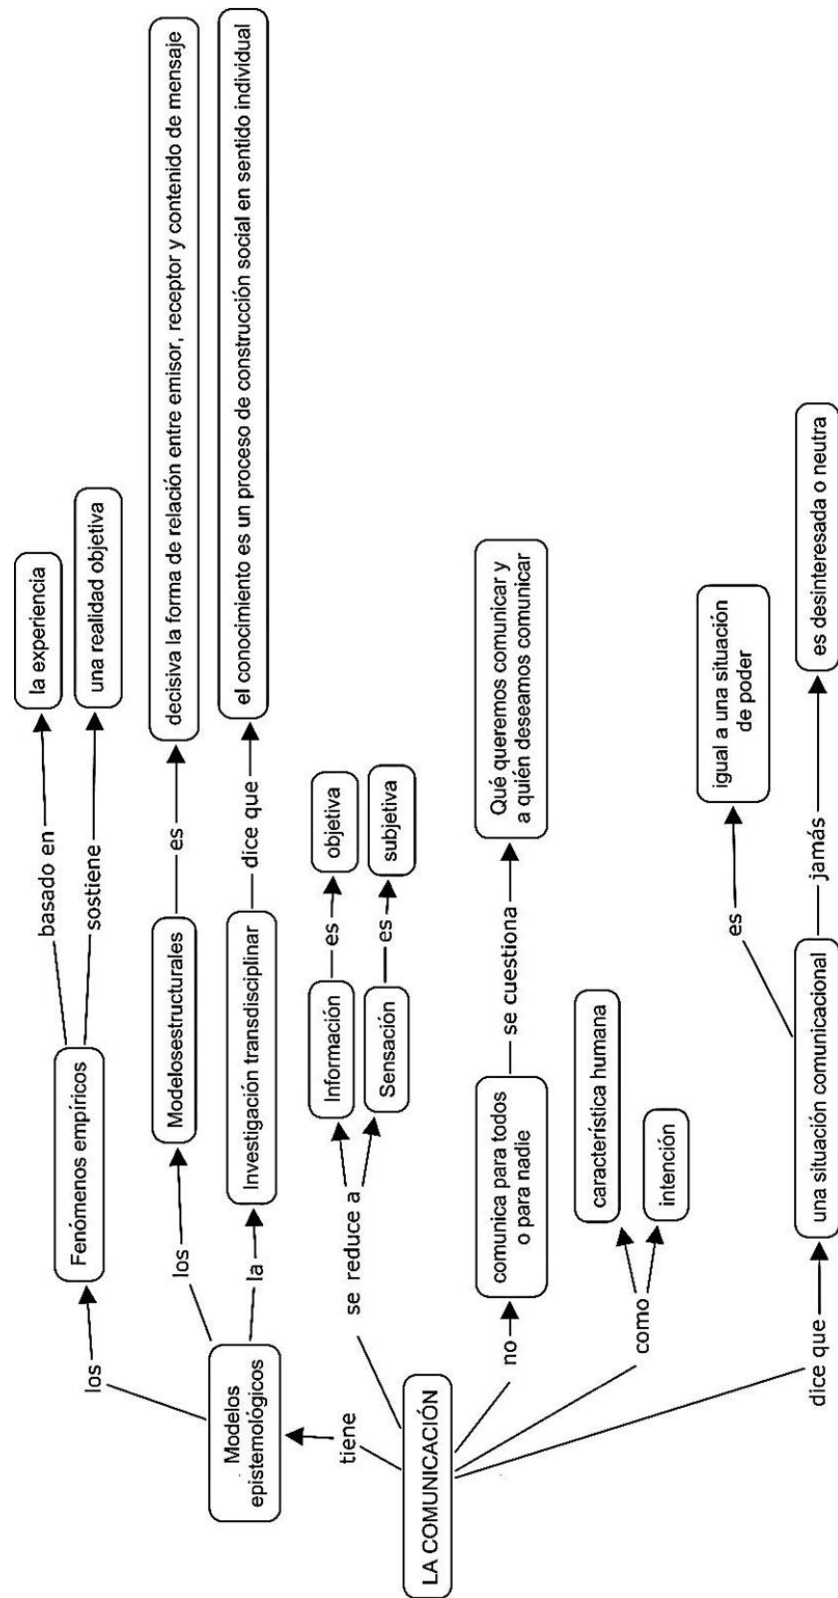 LA COMUNICACIÓN
tiene
Modelos
epistemológicos
los
Fenómenos empíricos
basado en
la experiencia
sostiene
una realidad objetiva
los
Modelosestructurales
es
decisiva la forma de relación entre emisor, receptor y contenido de mensaje
la
Investigación transdisciplinar
dice que
el conocimiento es un proceso de construcción social en sentido individual
se reduce a
Información
es
objetiva
Sensación
es
subjetiva
no
comunica para todos
o para nadie
se cuestiona
Qué queremos comunicar y
a quién deseamos comunicar
como
característica humana
intención
dice que
una situación comunicacional
es
igual a una situación
de poder
jamás
es desinteresada o neutra